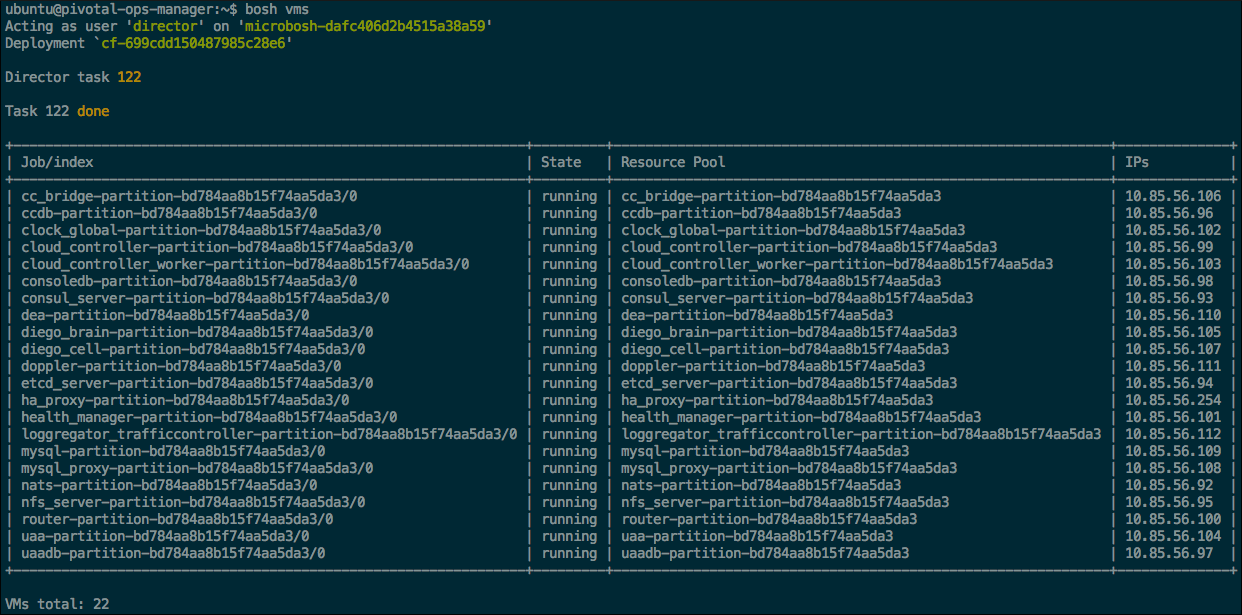 ubuntu@pivotal-ops-manager:~$ bosh vms
Acting as user 'director' on 'microbosh-dafc406d2b4515a38a59'
Deployment `cf-699cdd150487985c28e6'
Director task 122
Task 122 done
+----------------------------------------------------------------+---------+--------------------------------------------------------------+--------------+
| Job/index | State | Resource Pool | IPs |
+----------------------------------------------------------------+---------+--------------------------------------------------------------+--------------+
| cc_bridge-partition-bd784aa8b15f74aa5da3/0 | running | cc_bridge-partition-bd784aa8b15f74aa5da3 | 10.85.56.106 |
| ccdb-partition-bd784aa8b15f74aa5da3/0 | running | ccdb-partition-bd784aa8b15f74aa5da3 | 10.85.56.96 |
| clock_global-partition-bd784aa8b15f74aa5da3/0 | running | clock_global-partition-bd784aa8b15f74aa5da3 | 10.85.56.102 |
| cloud_controller-partition-bd784aa8b15f74aa5da3/0 | running | cloud_controller-partition-bd784aa8b15f74aa5da3 | 10.85.56.99 |
| cloud_controller_worker-partition-bd784aa8b15f74aa5da3/0 | running | cloud_controller_worker-partition-bd784aa8b15f74aa5da3 | 10.85.56.103 |
| consoledb-partition-bd784aa8b15f74aa5da3/0 | running | consoledb-partition-bd784aa8b15f74aa5da3 | 10.85.56.98 |
| consul_server-partition-bd784aa8b15f74aa5da3/0 | running | consul_server-partition-bd784aa8b15f74aa5da3 | 10.85.56.93 |
| dea-partition-bd784aa8b15f74aa5da3/0 | running | dea-partition-bd784aa8b15f74aa5da3 | 10.85.56.110 |
| diego_brain-partition-bd784aa8b15f74aa5da3/0 | running | diego_brain-partition-bd784aa8b15f74aa5da3 | 10.85.56.105 |
| diego_cell-partition-bd784aa8b15f74aa5da3/0 | running | diego_cell-partition-bd784aa8b15f74aa5da3 | 10.85.56.107 |
| doppler-partition-bd784aa8b15f74aa5da3/0 | running | doppler-partition-bd784aa8b15f74aa5da3 | 10.85.56.111 |
| etcd_server-partition-bd784aa8b15f74aa5da3/0 | running | etcd_server-partition-bd784aa8b15f74aa5da3 | 10.85.56.94 |
| ha_proxy-partition-bd784aa8b15f74aa5da3/0 | running | ha_proxy-partition-bd784aa8b15f74aa5da3 | 10.85.56.254 |
| health_manager-partition-bd784aa8b15f74aa5da3/0 | running | health_manager-partition-bd784aa8b15f74aa5da3 | 10.85.56.101 |
| loggregator_trafficcontroller-partition-bd784aa8b15f74aa5da3/0 | running | loggregator_trafficcontroller-partition-bd784aa8b15f74aa5da3 | 10.85.56.112 |
| mysql-partition-bd784aa8b15f74aa5da3/0 | running | mysql-partition-bd784aa8b15f74aa5da3 | 10.85.56.109 |
| mysql_proxy-partition-bd784aa8b15f74aa5da3/0 | running | mysql_proxy-partition-bd784aa8b15f74aa5da3 | 10.85.56.108 |
| nats-partition-bd784aa8b15f74aa5da3/0 | running | nats-partition-bd784aa8b15f74aa5da3 | 10.85.56.92 |
| nfs_server-partition-bd784aa8b15f74aa5da3/0 | running | nfs_server-partition-bd784aa8b15f74aa5da3 | 10.85.56.95 |
| router-partition-bd784aa8b15f74aa5da3/0 | running | router-partition-bd784aa8b15f74aa5da3 | 10.85.56.100 |
| uaa-partition-bd784aa8b15f74aa5da3/0 | running | uaa-partition-bd784aa8b15f74aa5da3 | 10.85.56.104 |
| uaadb-partition-bd784aa8b15f74aa5da3/0 | running | uaadb-partition-bd784aa8b15f74aa5da3 | 10.85.56.97 |
+----------------------------------------------------------------+---------+--------------------------------------------------------------+--------------+
VMs total: 22